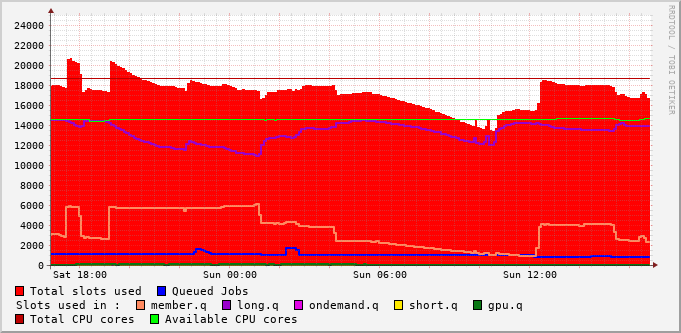 RRDTOOL / TOBI OETIKER
24000
22000
20000
18000
16000
14000
12000
10000
8000
6000
4000
2000
0
Sat 18:00 Sun 00:00 Sun 06:00 Sun 12:00
Total slots used Queued Jobs
Slots used in : member.q long.q ondemand.q short.q gpu.q
Total CPU cores Available CPU cores